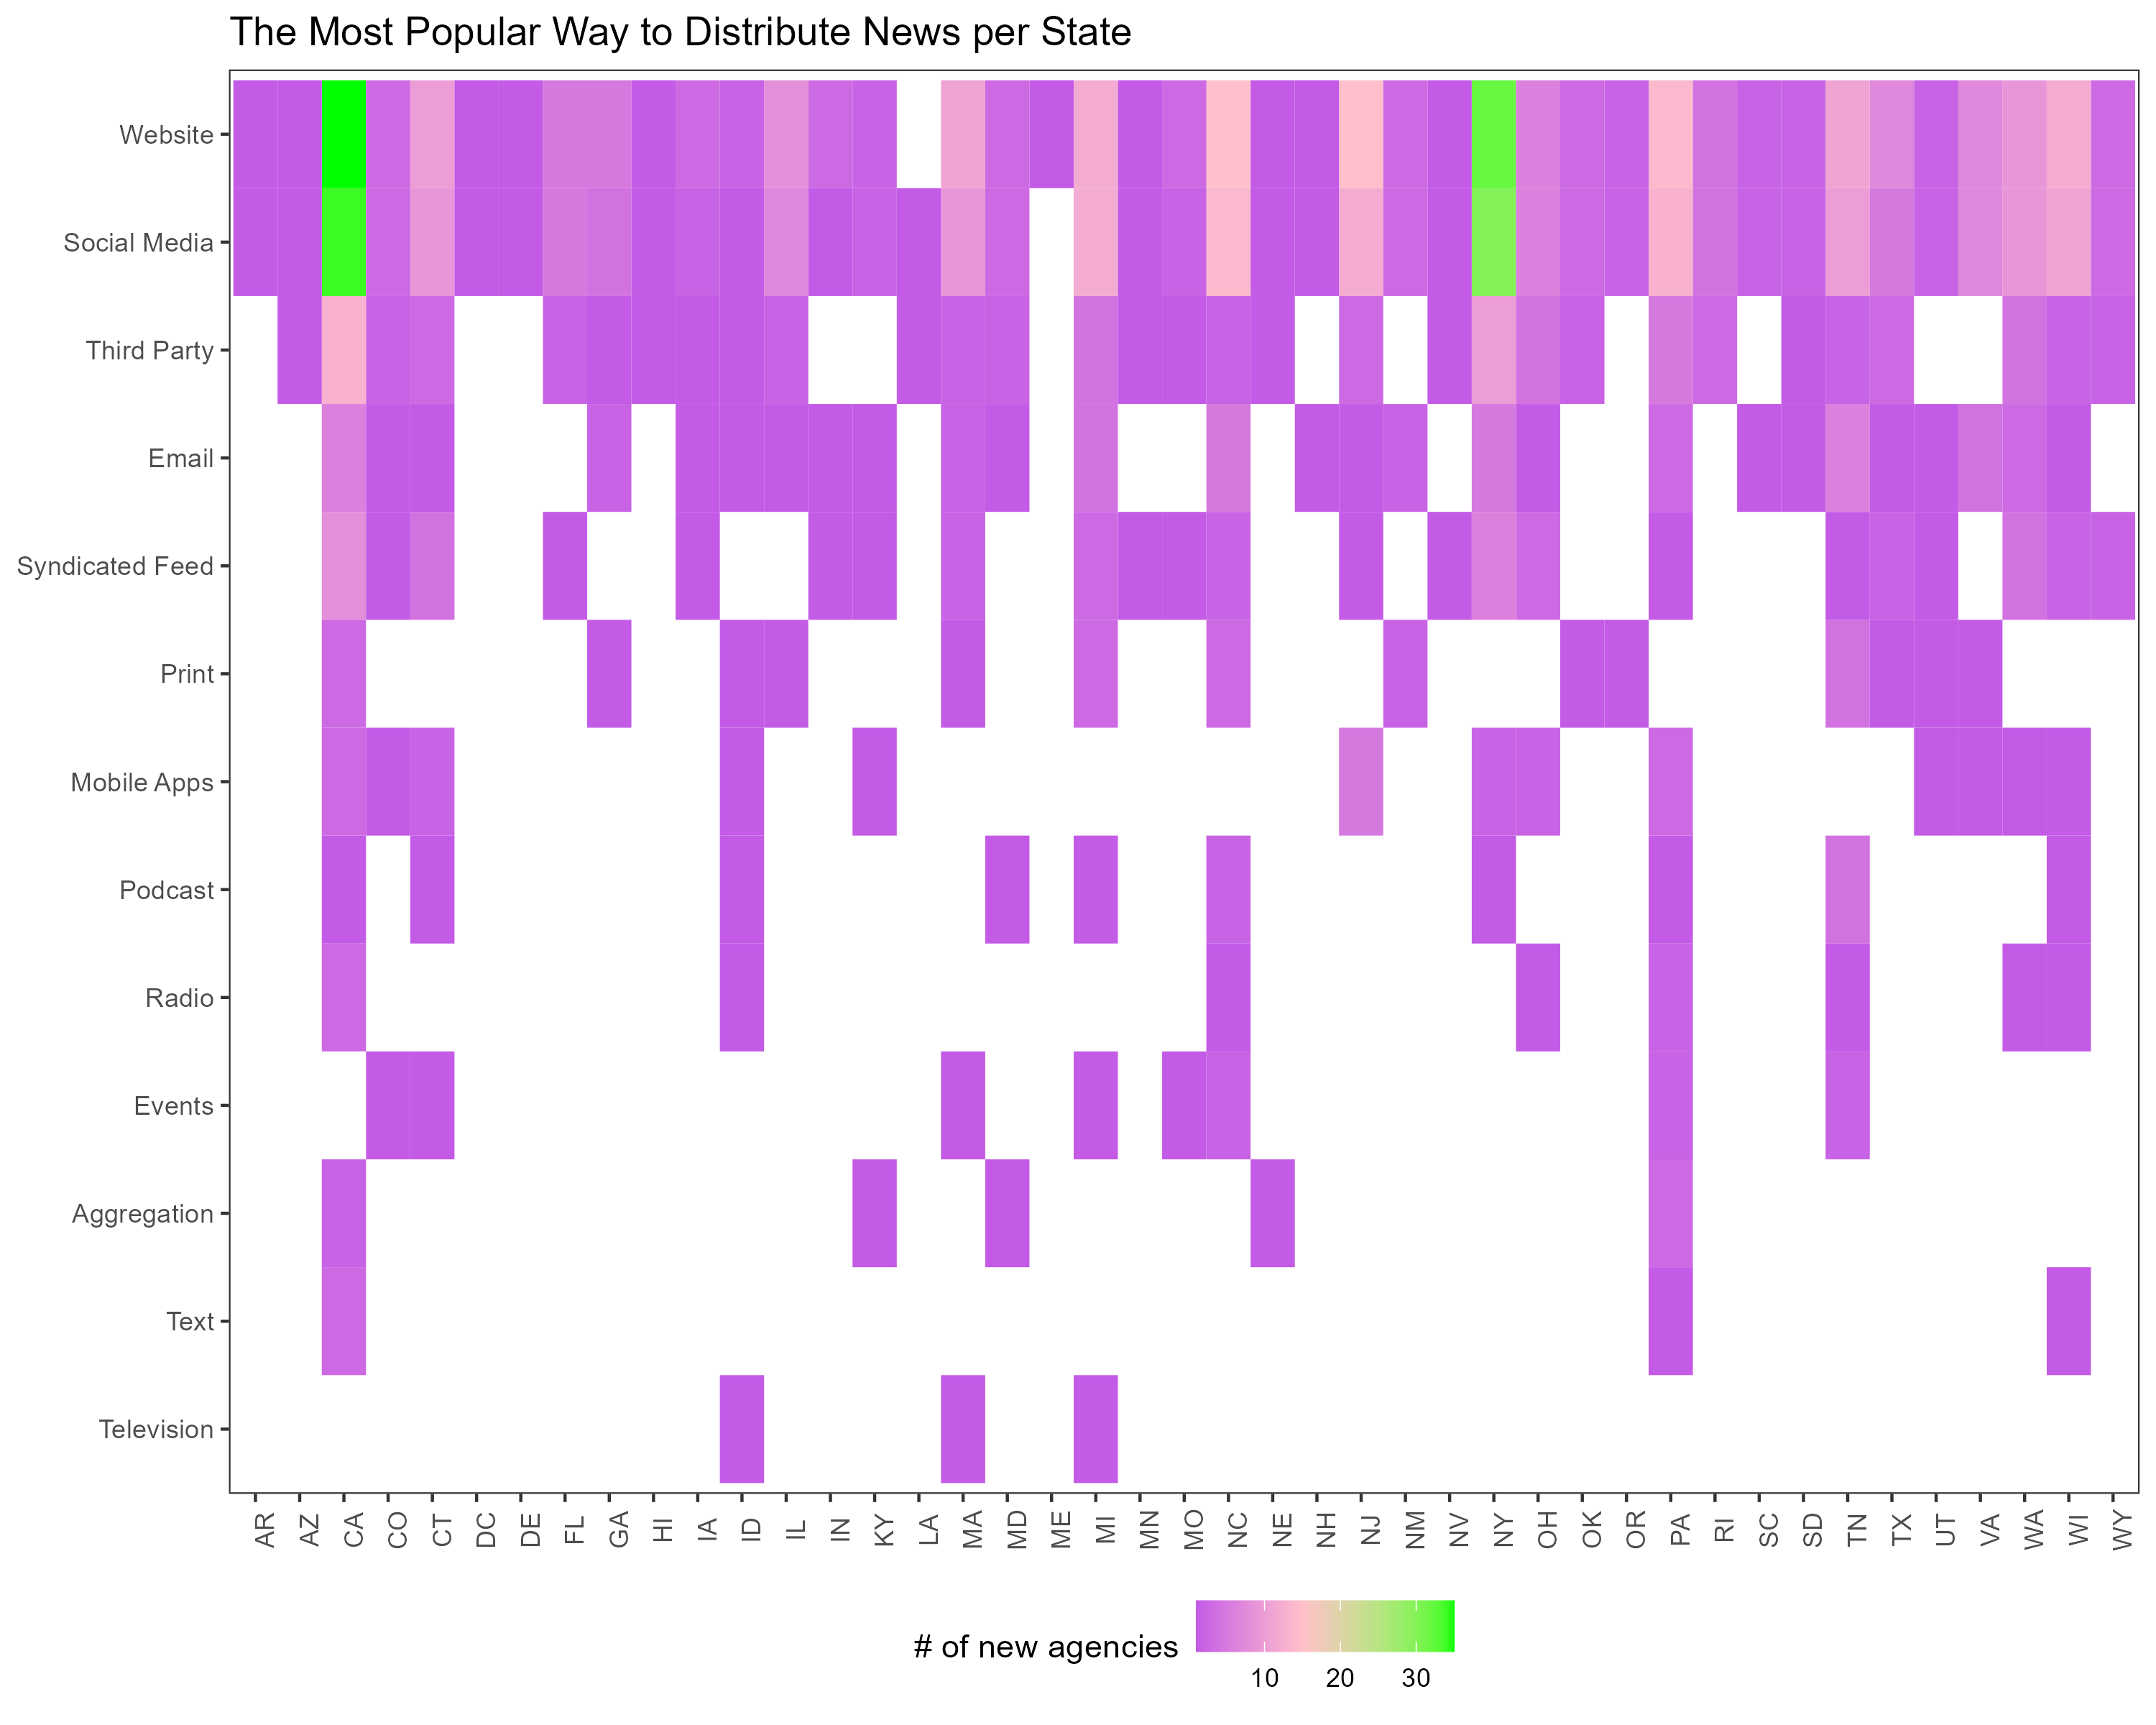 The Most Popular Way to Distribute News per State
Website
Social Media
Third Party
Email
Syndicated Feed
Print
Mobile Apps
Podcast
Radio
Events
Aggregation
Text
Television
AR AZ CA CO CT DC DE FL GA HI IA ID IL IN KY LA MA MD ME MI MN MO NC NE NH NJ NM NV NY OH OK OR PA RI SC SD TN TX UT VA WA WI WY
# of new agencies
10 20 30